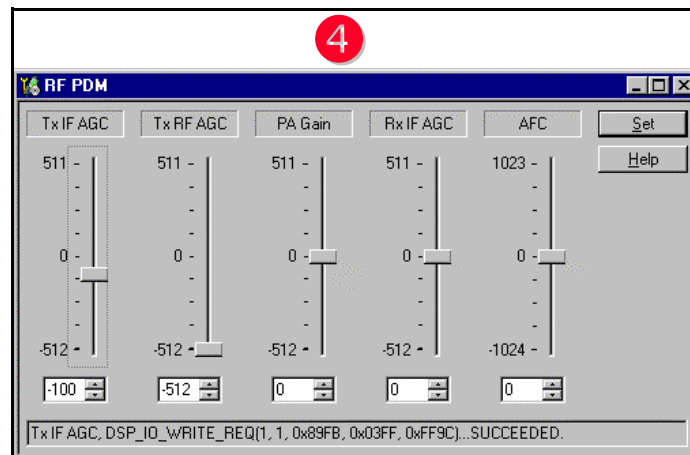 4
RF PDM
Tx IF AGC Tx RF AGC PA Gain Rx IF AGC AFC Set
Help
511 - 511 - 511 - 511 - 1023 -
0 - 0 - 0 - 0 - 0 -
-512 - -512 - -512 - -512 - -1024 -
-100 -512 0 0 0
Tx IF AGC, DSP_IO_WRITE_REQ(1, 1, 0x89FB, 0x03FF, 0xFF9C)...SUCCEEDED.